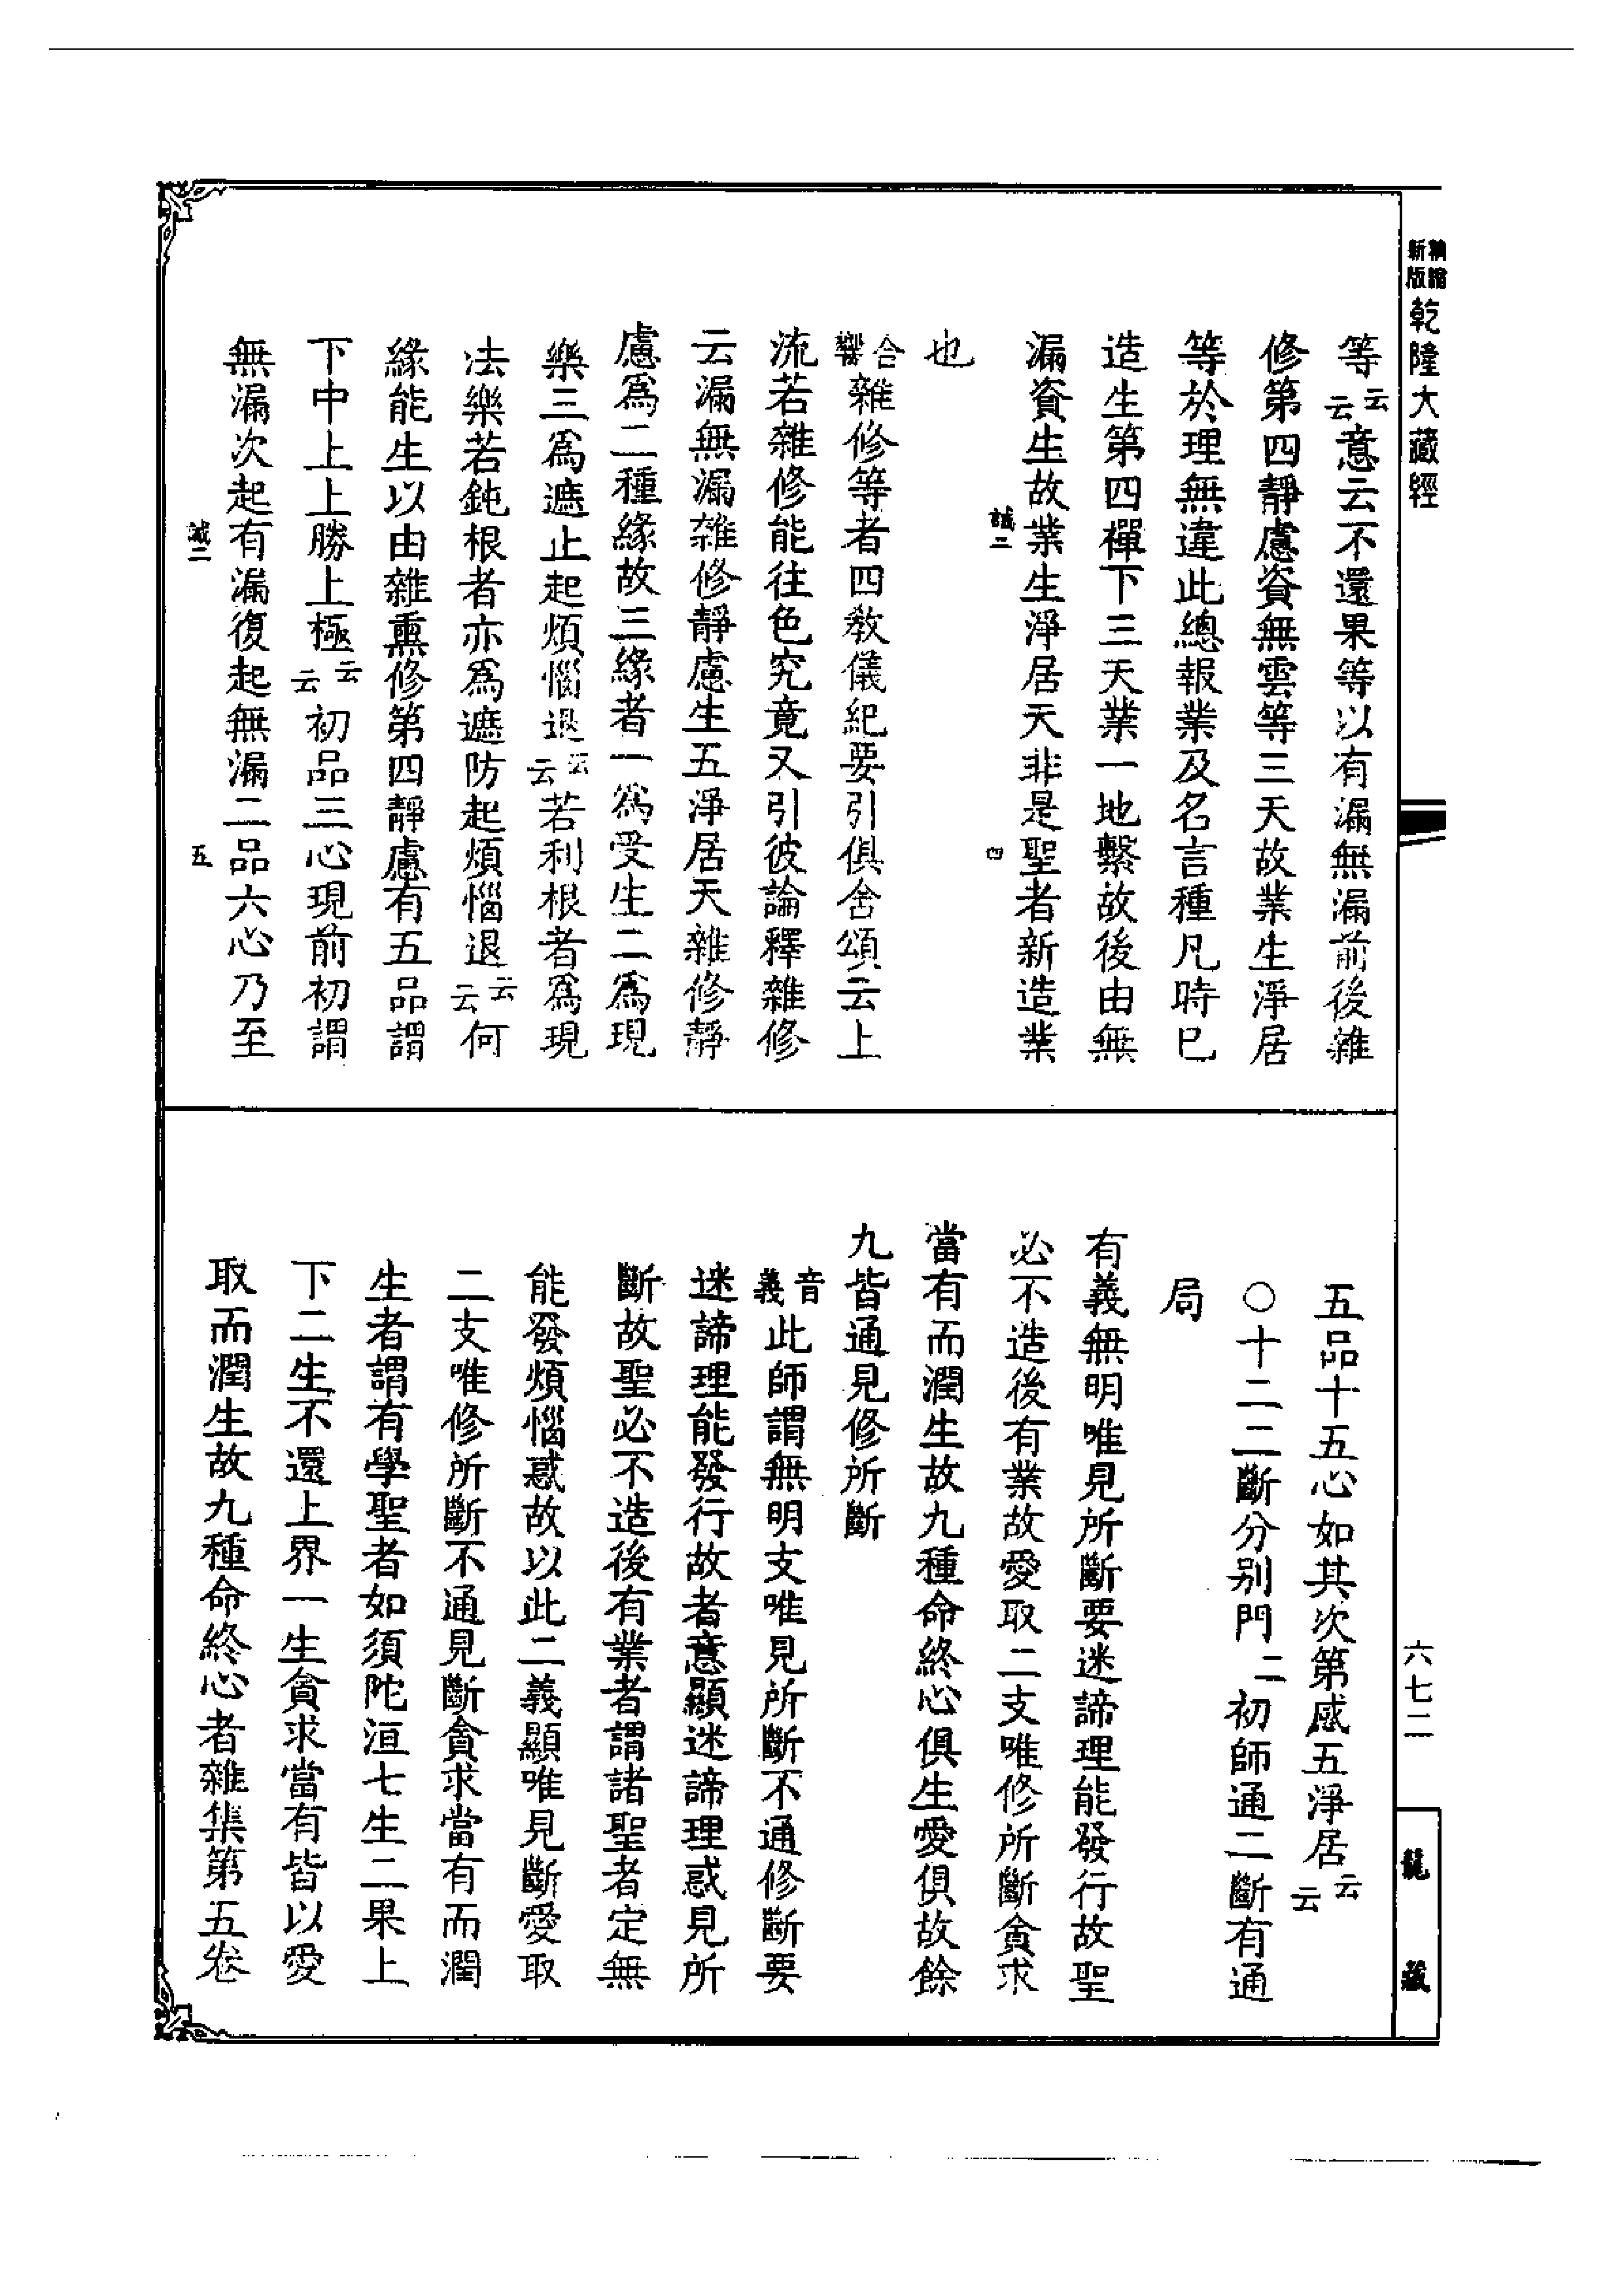 精縮新版乾隆大藏經
六七二
龍藏
等云云意云不還果等以有漏無漏前後雜
修第四靜慮資無雲等三天故業生淨居
等於理無違此總報業及名言種凡時已
造生第四禪下三天業一地繫故後由無
漏資生故業生淨居天非是聖者新造業
誠二
四
也
合響雜修等者四教儀紀要引俱舍頌云上
流若雜修能往色究竟又引彼論釋雜修
云漏無漏雜修靜慮生五淨居天雜修靜
慮爲二種緣故三緣者一爲受生二爲現
樂三爲遮止起煩惱退云云若利根者爲現
法樂若鈍根者亦爲遮防起煩惱退云云何
緣能生以由雜熏修第四靜慮有五品謂
下中上上勝上極云云初品三心現前初謂
無漏次起有漏復起無漏二品六心乃至
誠二
五
五品十五心如其次第感五淨居云云
○十二二斷分別門二初師通二斷有通
局
有義無明唯見所斷要迷諦理能發行故聖
必不造後有業故愛取二支唯修所斷貪求
當有而潤生故九種命終心俱生愛俱故餘
九皆通見修所斷
音義此師謂無明支唯見所斷不通修斷要
迷諦理能發行故者意顯迷諦理惑見所
斷故聖必不造後有業者謂諸聖者定無
能發煩惱惑故以此二義顯唯見斷愛取
二支唯修所斷不通見斷貪求當有而潤
生者謂有學聖者如須陀洹七生二果上
下二生不還上界一生貪求當有皆以愛
取而潤生故九種命終心者雜集第五卷